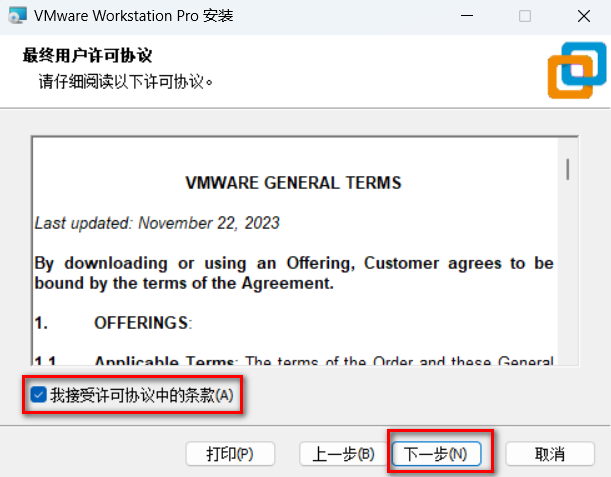 VMware Workstation Pro 安装
最终用户许可协议
请仔细阅读以下许可协议。
VMWARE GENERAL TERMS
Last updated: November 22, 2023
By downloading or using an Offering, Customer agrees to be
bound by the terms of the Agreement.
1. OFFERINGS:
1.1 Applicable Terms: The terms of the Order and these General
我接受许可协议中的条款(A)
打印(P) 上一步(B) 下一步(N) 取消